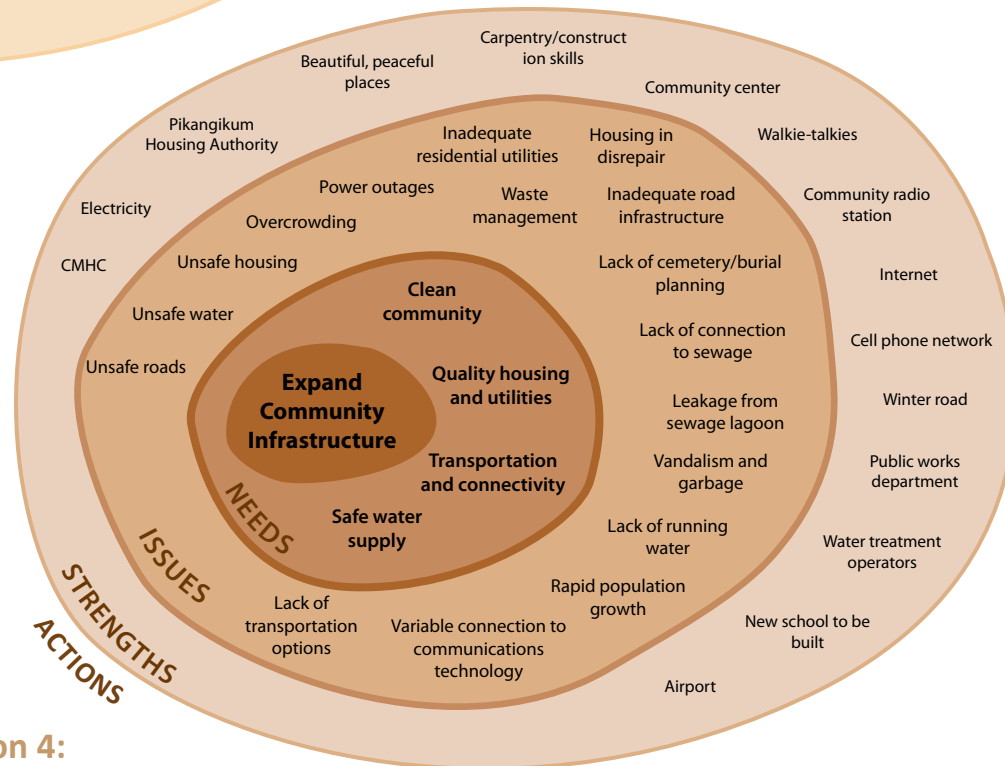 Carpentry/construct
ion skills
Beautiful, peaceful
places
Community center
Pikangikum
Housing Authority
Walkie-talkies
Electricity
Community radio
station
CMHC
Internet
Cell phone network
Winter road
Public works
department
Water treatment
operators
New school to be
built
Airport
Inadequate
residential utilities
Housing in
disrepair
Power outages
Waste
management
Inadequate road
infrastructure
Overcrowding
Unsafe housing
Lack of cemetery/burial
planning
Unsafe water
Lack of connection
to sewage
Unsafe roads
Leakage from
sewage lagoon
Vandalism and
garbage
Lack of running
water
Rapid population
growth
Lack of
transportation
options
Variable connection to
communications
technology
Clean
community
Quality housing
and utilities
Transportation
and connectivity
Safe water
supply
Expand
Community
Infrastructure
NEEDS
ISSUES
STRENGTHS
ACTIONS
on 4: